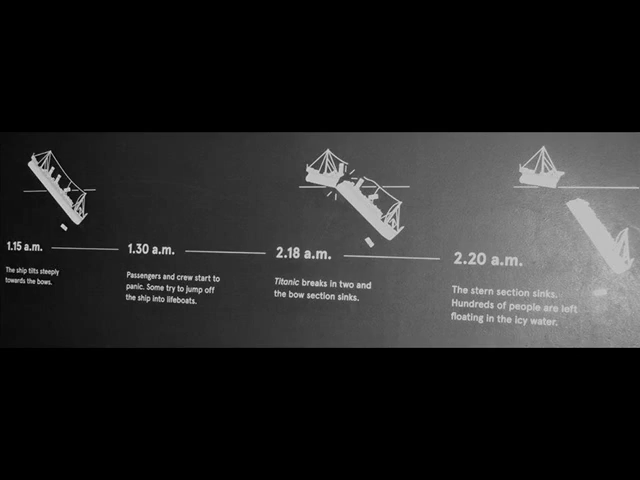 1.15 a.m.
The ship tilts steeply
towards the bows.
1.30 a.m.
Passengers and crew start to
panic. Some try to jump off
the ship into lifeboats.
2.18 a.m.
Titanic breaks in two and
the bow section sinks.
2.20 a.m.
The stern section sinks.
Hundreds of people are left
floating in the icy water.